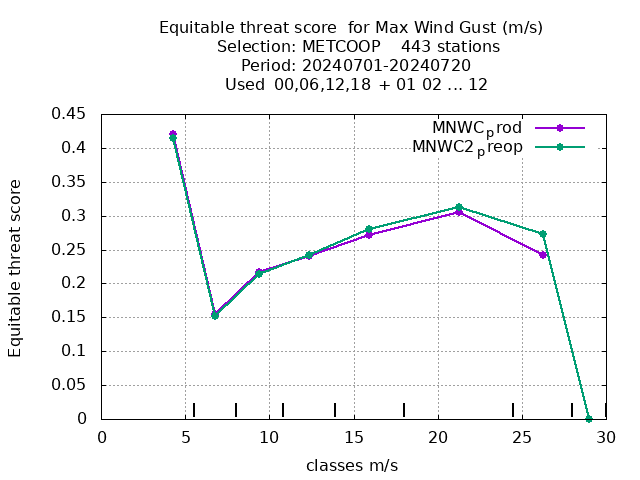 Equitable threat score  for Max Wind Gust (m/s)
Selection: METCOOP    443 stations
Period: 20240701-20240720
Used  00,06,12,18  + 01 02 ... 12
MNWCprod
MNWC2preop
0.45
0.4
0.35
0.3
0.25
0.2
0.15
0.1
0.05
0
Equitable threat score
0 5 10 15 20 25 30
classes m/s